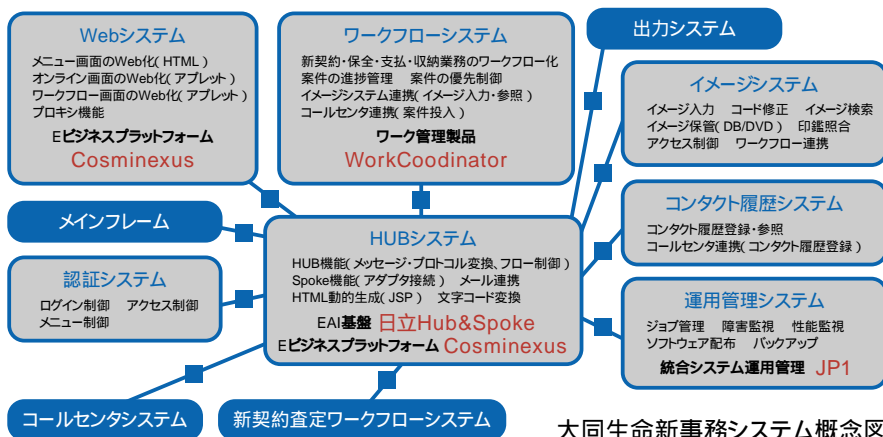 Webシステム
メニュー画面のWeb化(HTML)
オンライン画面のWeb化(アプレット)
ワークフロー画面のWeb化(アプレット)
プロキシ機能
Eビジネスプラットフォーム
Cosminexus
ワークフローシステム
新契約・保全・支払・収納業務のワークフロー化
案件の進捗管理 案件の優先制御
イメージシステム連携(イメージ入力・参照)
コールセンタ連携(案件投入)
ワーク管理製品
WorkCoodinator
出力システム
イメージシステム
イメージ入力 コード修正 イメージ検索
イメージ保管(DB/DVD) 印鑑照合
アクセス制御 ワークフロー連携
メインフレーム
認証システム
ログイン制御 アクセス制御
メニュー制御
HUBシステム
HUB機能(メッセージ・プロトコル変換、フロー制御)
Spoke機能(アダプタ接続) メール連携
HTML動的生成(JSP) 文字コード変換
EAI基盤 日立Hub&Spoke
Eビジネスプラットフォーム Cosminexus
コンタクト履歴システム
コンタクト履歴登録・参照
コールセンタ連携(コンタクト履歴登録)
運用管理システム
ジョブ管理 障害監視 性能監視
ソフトウェア配布 バックアップ
統合システム運用管理 JP1
コールセンタシステム
新契約査定ワークフローシステム
大同生命新事務システム概念図